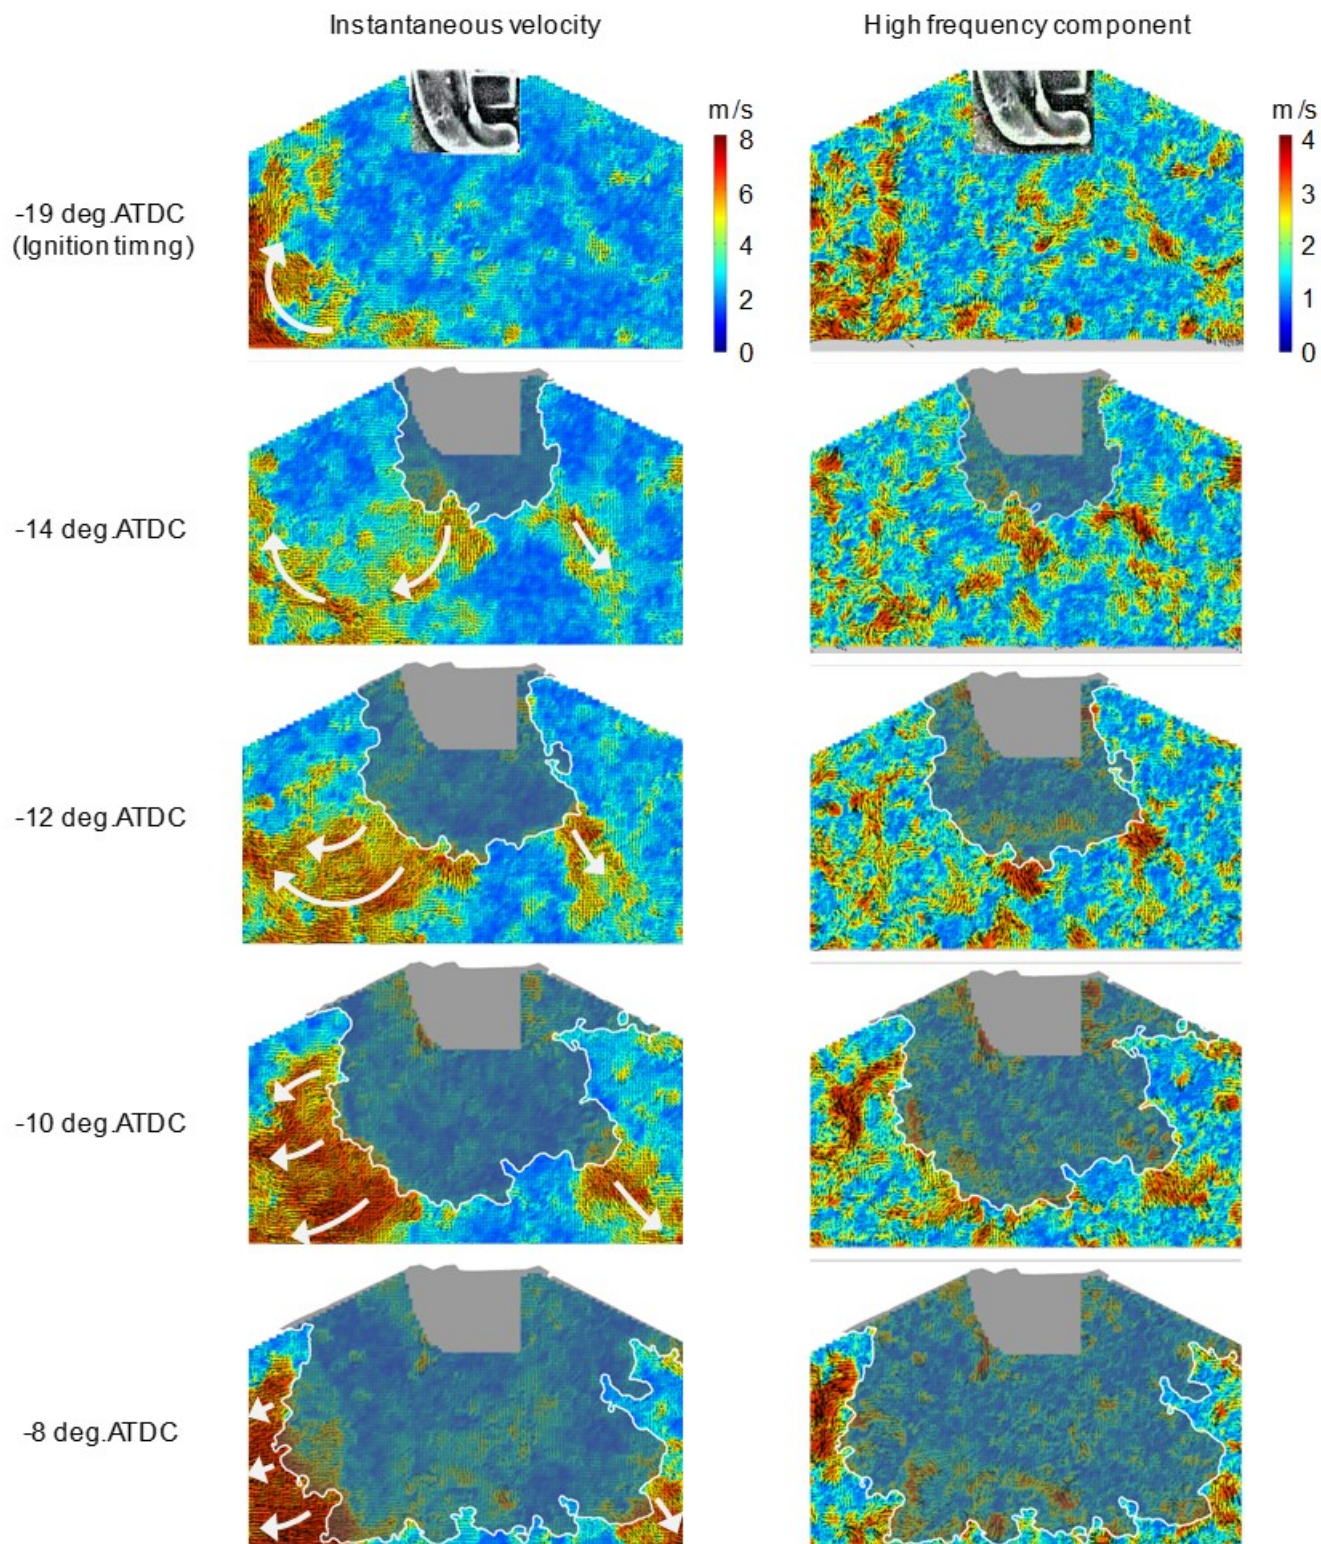 Instantaneous velocity
High frequency component
m/s
8
6
4
2
0
m/s
4
3
2
1
0
-19 deg.ATDC
(Ignition timng)
-14 deg.ATDC
-12 deg.ATDC
-10 deg.ATDC
-8 deg.ATDC